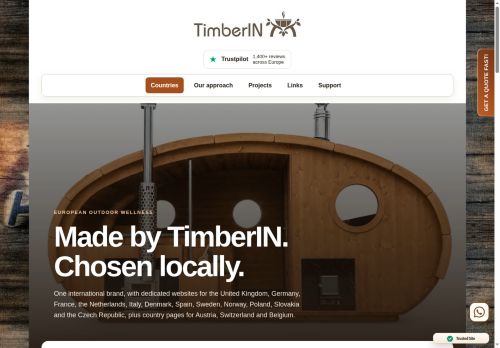 TimberIN
Trustpilot
1,400+ reviews
across Europe
Countries
Our approach
Projects
Links
Support
GET A QUOTE FAST!
EUROPEAN OUTDOOR WELLNESS
Made by TimberIN.
Chosen locally.
One international brand, with dedicated websites for the United Kingdom, Germany,
France, the Netherlands, Italy, Denmark, Spain, Sweden, Norway, Poland, Slovakia
and the Czech Republic, plus country pages for Austria, Switzerland and Belgium.
Trusted Site